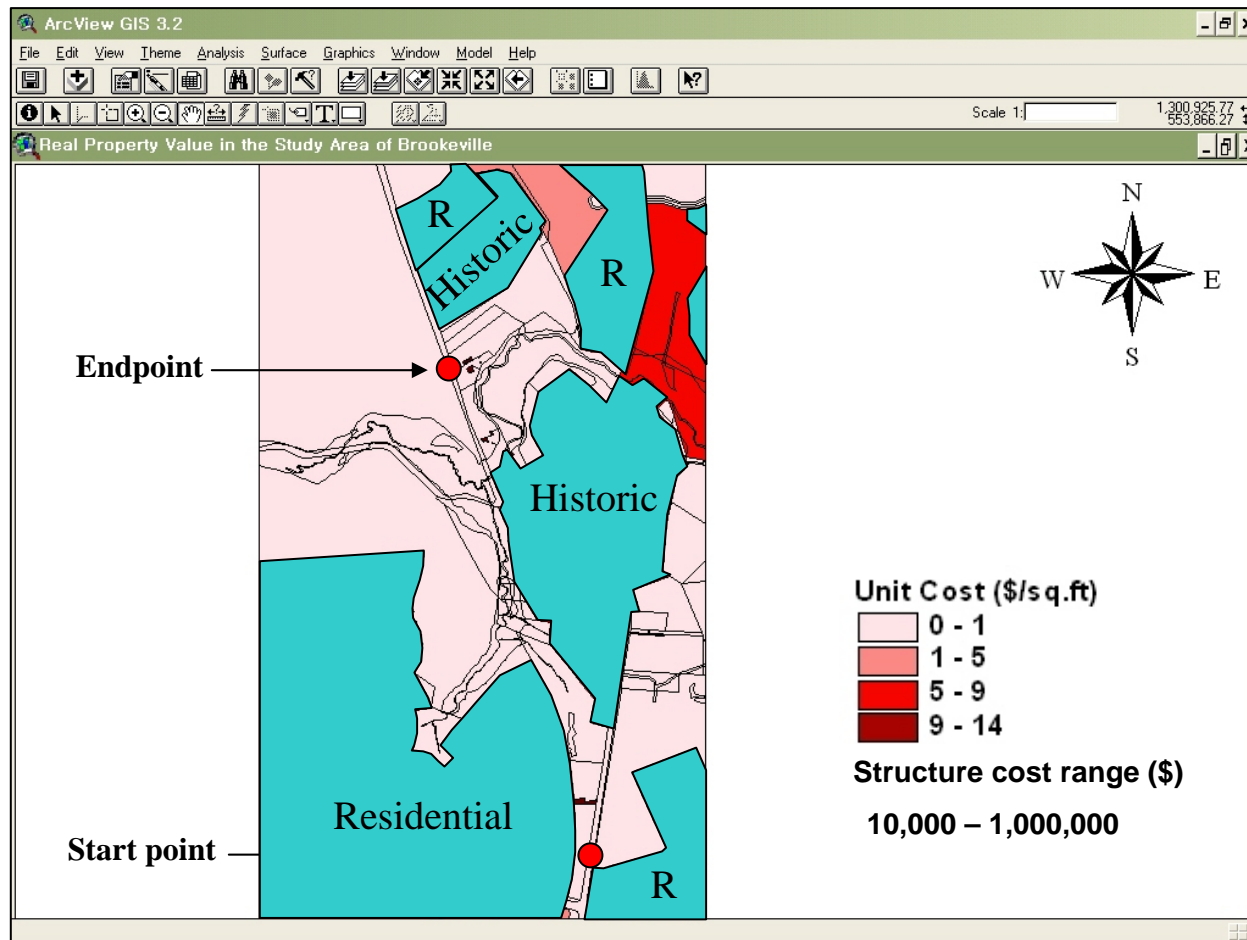 ArcView GIS 3.2
File Edit View Theme Analysis Surface Graphics Window Model Help
Scale 1:
1,300,925.77
553,866.27
Real Property Value in the Study Area of Brookeville
N
W E
S
R
Historic
R
Endpoint
Historic
Unit Cost ($/sq.ft)
0 - 1
1 - 5
5 - 9
9 - 14
Structure cost range ($)
10,000 – 1,000,000
Residential
Start point
R